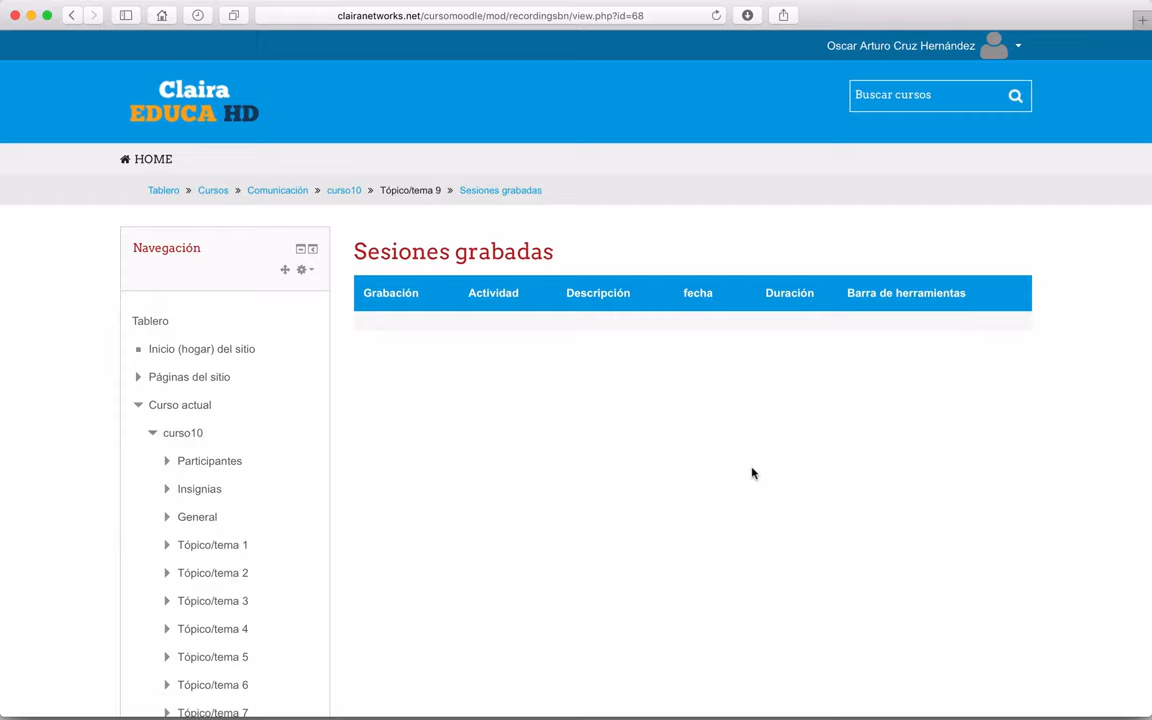 clairanetworks.net/cursomoodle/mod/recordingsbn/view.php?id=68
Oscar Arturo Cruz Hernández
Claira
EDUCA HD
Buscar cursos
HOME
Tablero » Cursos » Comunicación » curso10 » Tópico/tema 9 » Sesiones grabadas
Navegación
Tablero
Inicio (hogar) del sitio
Páginas del sitio
Curso actual
curso10
Participantes
Insignias
General
Tópico/tema 1
Tópico/tema 2
Tópico/tema 3
Tópico/tema 4
Tópico/tema 5
Tópico/tema 6
Tópico/tema 7
Sesiones grabadas
Grabación Actividad Descripción fecha Duración Barra de herramientas